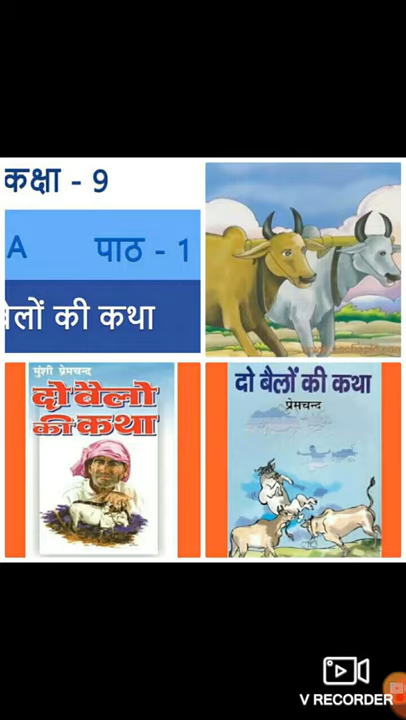 कक्षा - 9
A पाठ - 1
बैलों की कथा
मुंशी प्रेमचन्द
दो बैलो
की कथा
दो बैलों की कथा
प्रेमचन्द
V RECORDER